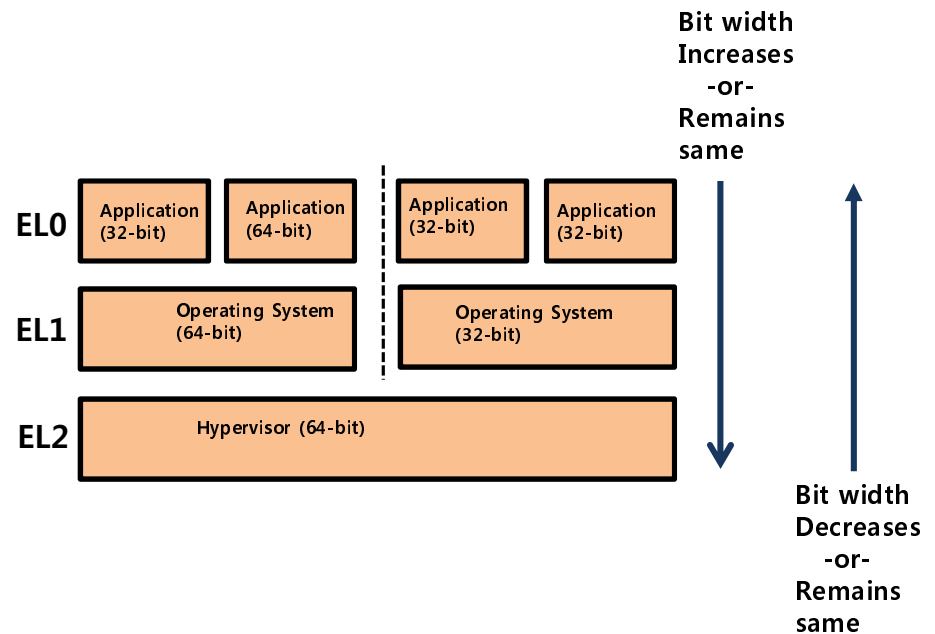 Bit width
Increases
-or-
Remains
same
EL0
Application
(32-bit)
Application
(64-bit)
Application
(32-bit)
Application
(32-bit)
EL1
Operating System
(64-bit)
Operating System
(32-bit)
EL2
Hypervisor (64-bit)
Bit width
Decreases
-or-
Remains
same